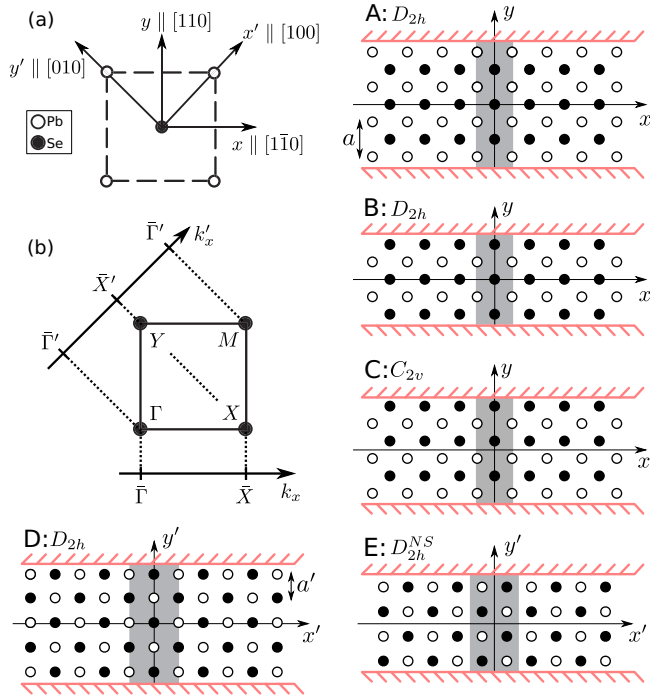 (a)
y ∥ [110]
x′ ∥ [100]
y′ ∥ [010]
Pb
Se
x ∥ [11̄0]
(b)
Γ̄′
k′ₓ
X̄′
Γ̄′
Y
M
Γ
X
Γ̄
X̄
kₓ
A: D₂ₕ
y
x
a
B: D₂ₕ
y
x
C: C₂ᵥ
y
x
D: D₂ₕ
y′
a′
x′
E: D₂ₕᴺˢ
y′
x′